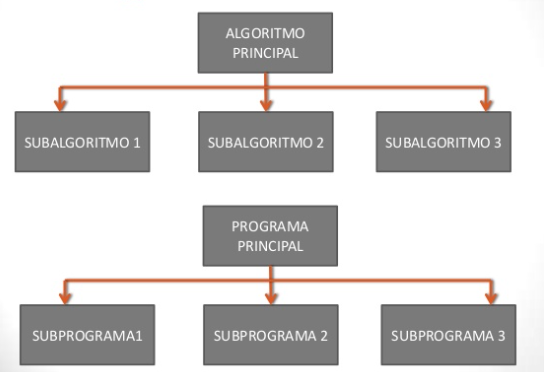 ALGORITMO
PRINCIPAL
SUBALGORITMO 1
SUBALGORITMO 2
SUBALGORITMO 3
PROGRAMA
PRINCIPAL
SUBPROGRAMA1
SUBPROGRAMA 2
SUBPROGRAMA 3